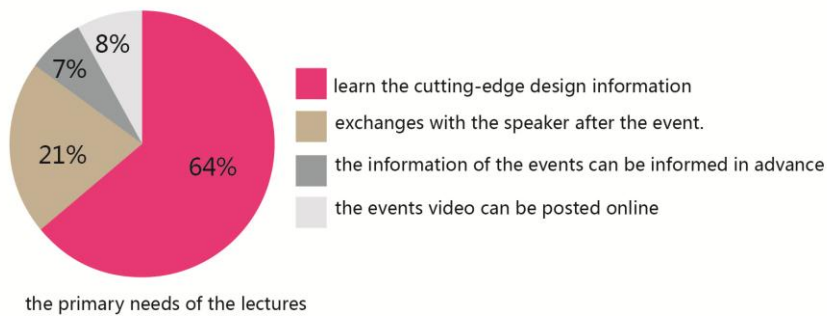 8%
7%
21%
64%
learn the cutting-edge design information
exchanges with the speaker after the event.
the information of the events can be informed in advance
the events video can be posted online
the primary needs of the lectures